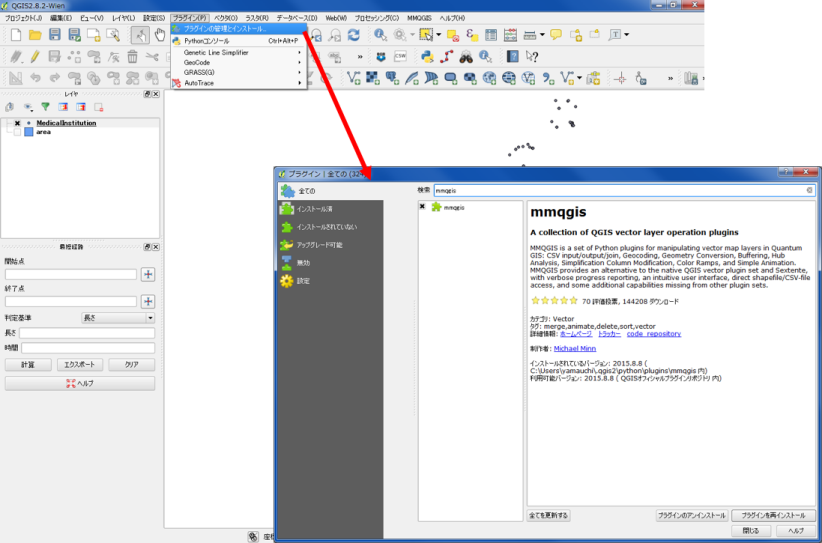 QGIS2.8.2-Wien
プロジェクト(J) 編集(E) ビュー(V) レイヤ(L) 設定(S) プラグイン(P) ベクタ(O) ラスタ(R) データベース(D) Web(W) プロセッシング(C) MMQGIS ヘルプ(H)
プラグインの管理とインストール...
Pythonコンソール Ctrl+Alt+P
Genetic Line Simplifier
GeoCode
GRASS(G)
AutoTrace
CSW
レイヤ
MedicalInstitution
area
最短経路
開始点
終了点
判定基準 長さ
長さ
時間
計算 エクスポート クリア
ヘルプ
プラグイン | 全ての (32
全ての
インストール済
インストールされていない
アップグレード可能
無効
設定
検索 mmqgis
mmqgis
mmqgis
A collection of QGIS vector layer operation plugins
MMQGIS is a set of Python plugins for manipulating vector map layers in Quantum
GIS: CSV input/output/join, Geocoding, Geometry Conversion, Buffering, Hub
Analysis, Simplification Column Modification, Color Ramps, and Simple Animation.
MMQGIS provides an alternative to the native QGIS vector plugin set and Sextente,
with verbose progress reporting, an intuitive user interface, direct shapefile/CSV-file
access, and some additional capabilities missing from other plugin sets.
70 評価投票, 144208 ダウンロード
カテゴリ: Vector
タグ: merge,animate,delete,sort,vector
詳細情報: ホームページ トラッカー code repository
制作者: Michael Minn
インストールされているバージョン: 2015.8.8 (
C:\Users\yamauchi\.qgis2\python\plugins\mmqgis 内)
利用可能バージョン: 2015.8.8 ( QGISオフィシャルプラグインリポジトリ 内)
全てを更新する プラグインのアンインストール プラグインを再インストール
閉じる ヘルプ
座標